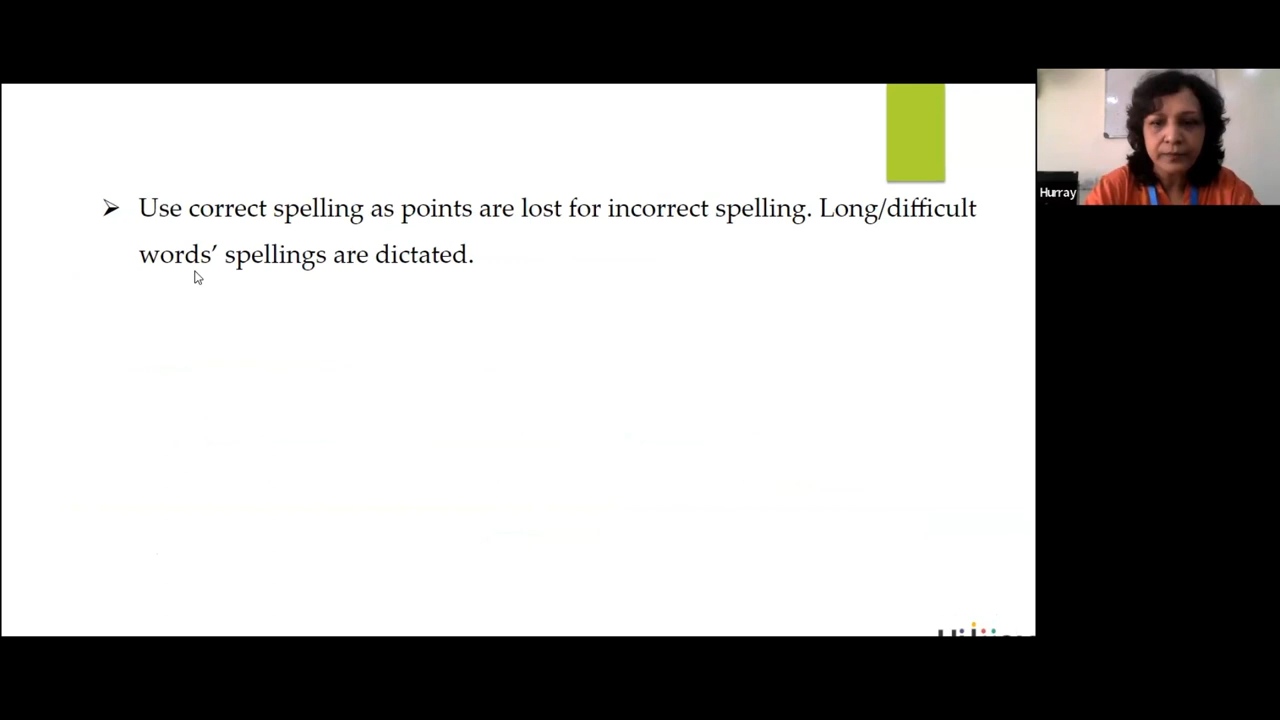 Use correct spelling as points are lost for incorrect spelling. Long/difficult
words’ spellings are dictated.
Hurray